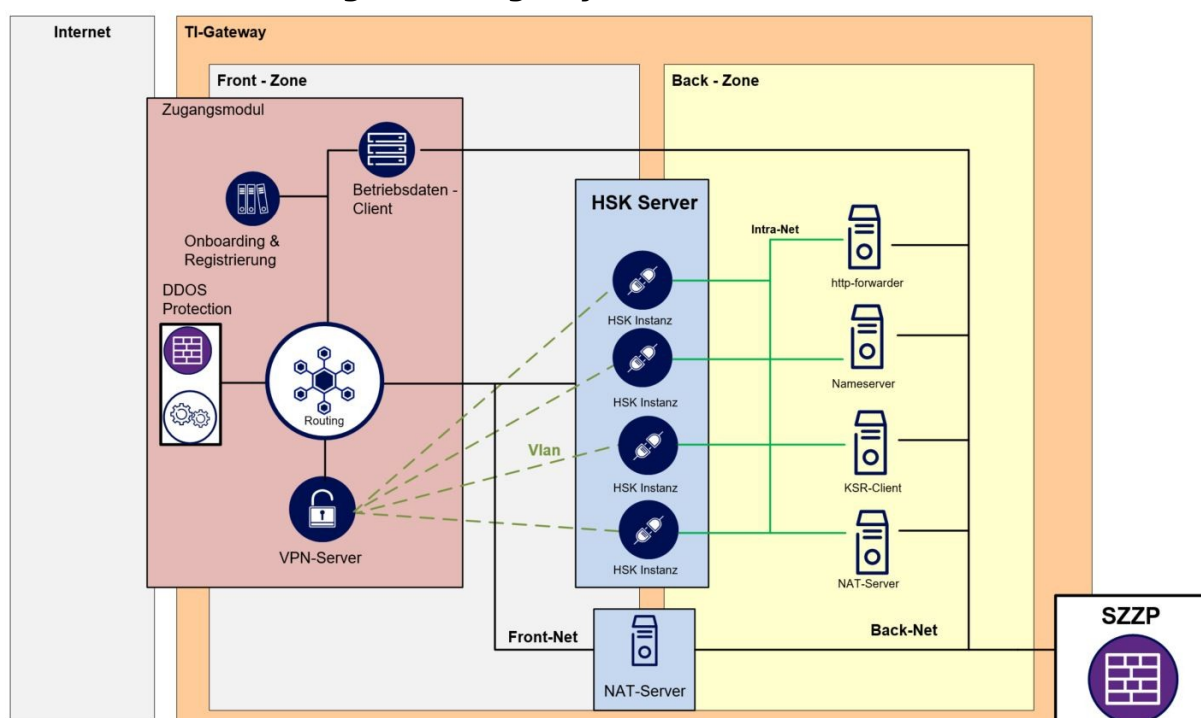 Internet
TI-Gateway
Front - Zone
Back - Zone
Zugangsmodul
Betriebsdaten -
Client
Onboarding &
Registrierung
DDOS
Protection
Routing
VPN-Server
Vlan
HSK Server
HSK Instanz
HSK Instanz
HSK Instanz
HSK Instanz
Intra-Net
http-forwarder
Nameserver
KSR-Client
NAT-Server
Front-Net
NAT-Server
Back-Net
SZZP